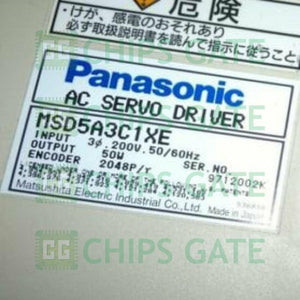 危険
・けが、感電のおそれあり
必ず取扱説明書を読んで指示に従うこと
Panasonic
AC SERVO DRIVER
MSD5A3C1XE
INPUT 3ø. 200V. 50/60Hz
OUTPUT 50W
ENCODER 2048P/r SER.NO
9712002K
Matsushita Electric Industrial Co.,Ltd. Made in Japan
CHIPS GATE
CHIPS GATE